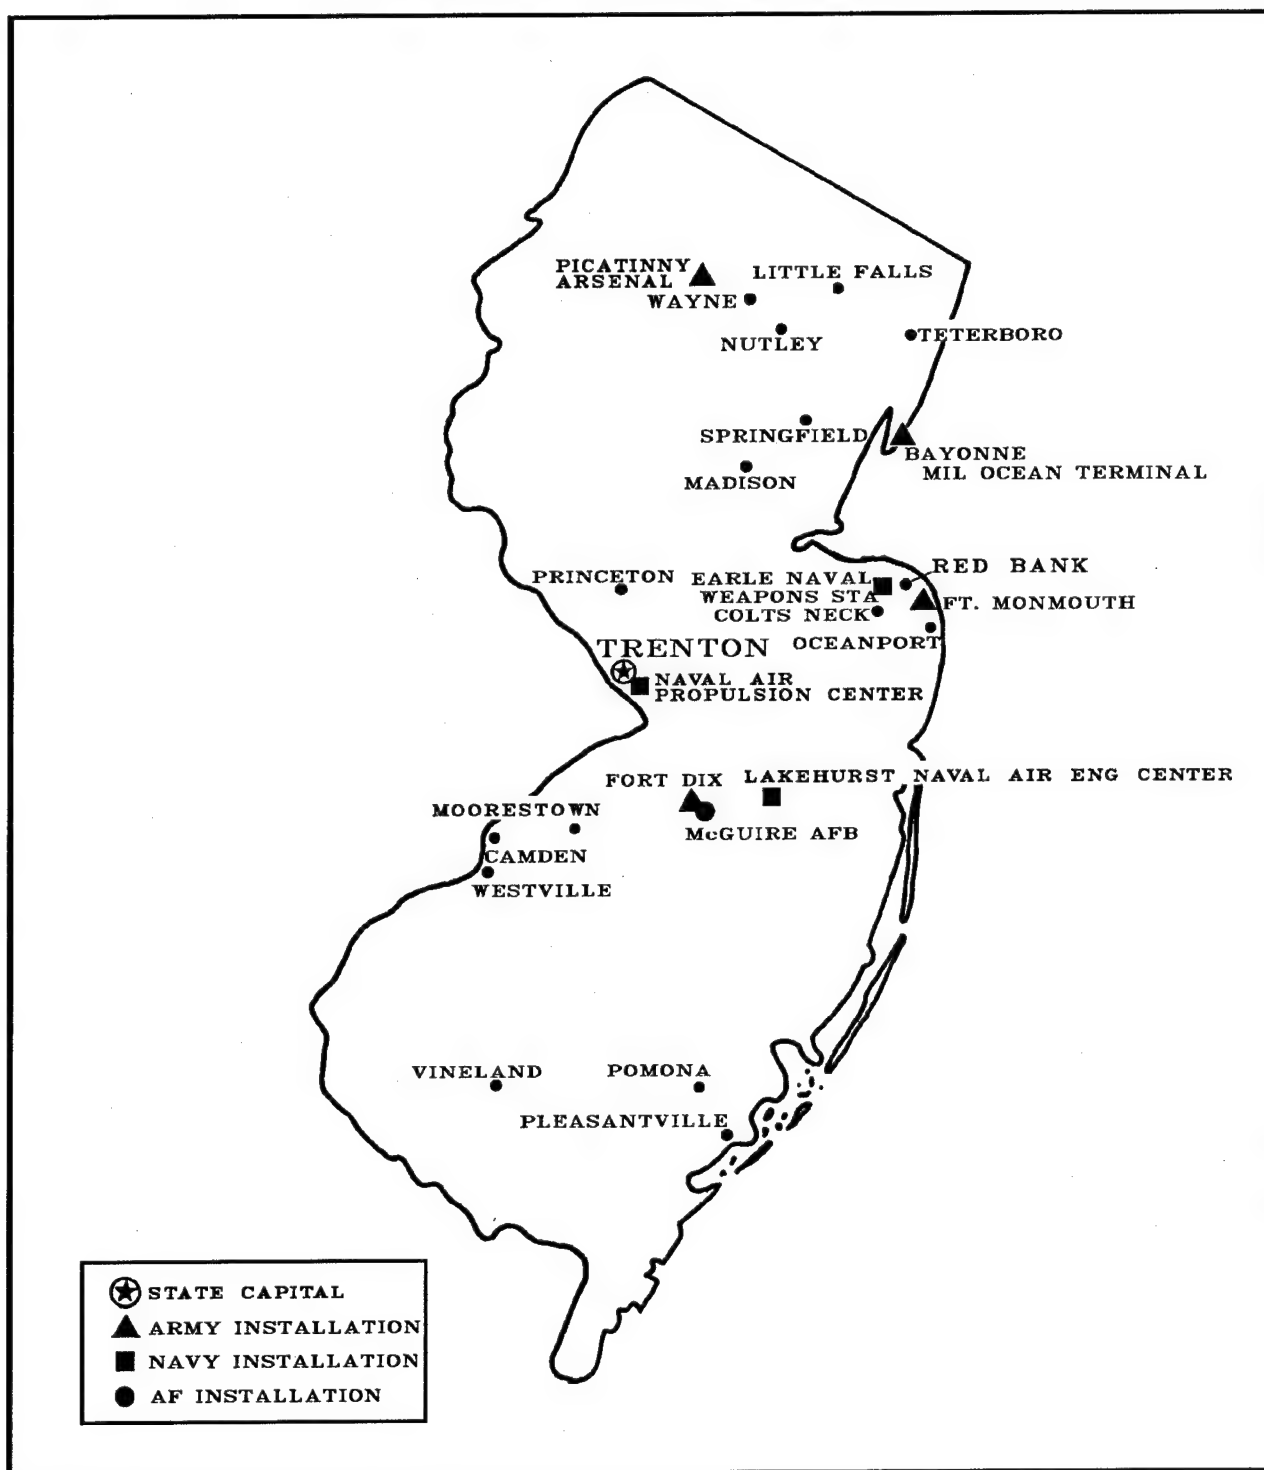 PICATINNY
ARSENAL
LITTLE FALLS
WAYNE
NUTLEY
TETERBORO
SPRINGFIELD
BAYONNE
MIL OCEAN TERMINAL
MADISON
PRINCETON
EARLE NAVAL
WEAPONS STA
COLTS NECK
RED BANK
FT. MONMOUTH
OCEANPORT
TRENTON
NAVAL AIR
PROPULSION CENTER
FORT DIX
LAKEHURST NAVAL AIR ENG CENTER
MOORESTOWN
McGUIRE AFB
CAMDEN
WESTVILLE
VINELAND
POMONA
PLEASANTVILLE
STATE CAPITAL
ARMY INSTALLATION
NAVY INSTALLATION
AF INSTALLATION